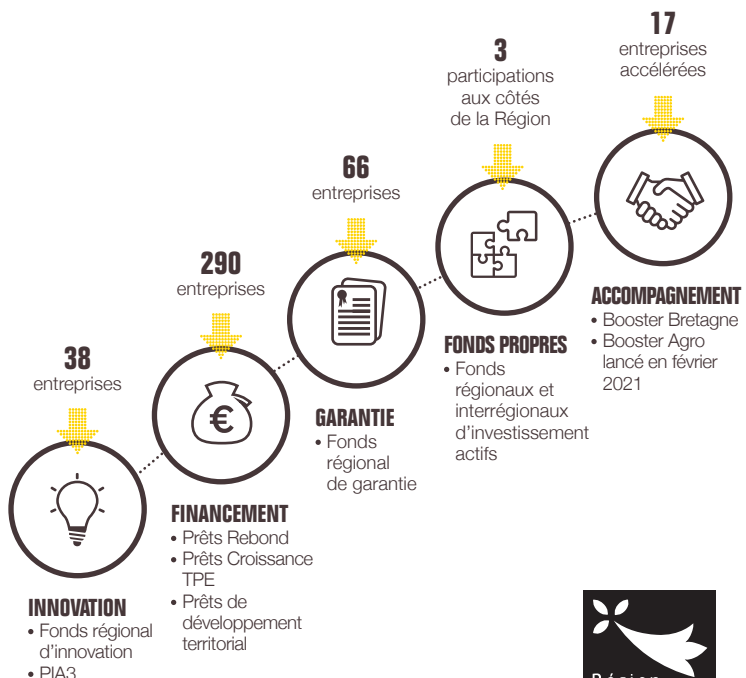 38
entreprises
INNOVATION
• Fonds régional
d'innovation
• PIA3
290
entreprises
€
FINANCEMENT
• Prêts Rebond
• Prêts Croissance
TPE
• Prêts de
développement
territorial
66
entreprises
GARANTIE
• Fonds
régional
de garantie
3
participations
aux côtés
de la Région
FONDS PROPRES
• Fonds
régionaux et
interrégionaux
d'investissement
actifs
17
entreprises
accélérées
ACCOMPAGNEMENT
• Booster Bretagne
• Booster Agro
lancé en février
2021
Région